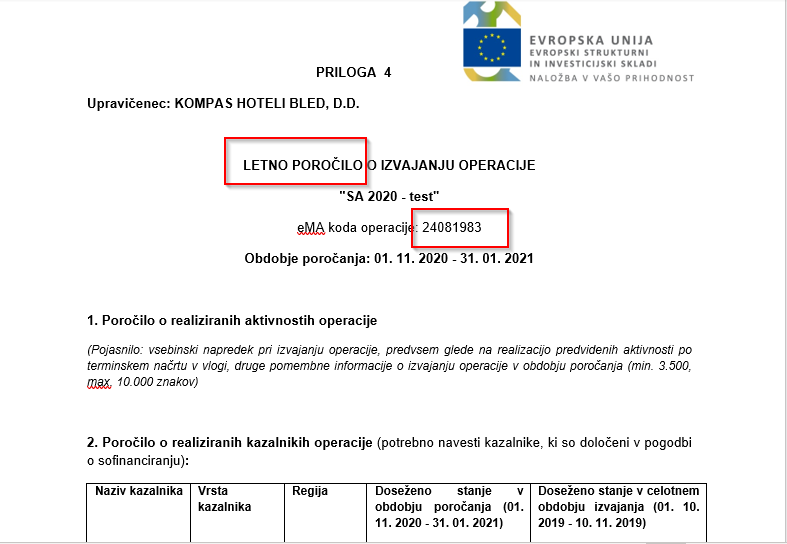 EVROPSKA UNIJA
EVROPSKI STRUKTURNI
IN INVESTICIJSKI SKLADI
NALOŽBA V VAŠO PRIHODNOST
PRILOGA 4
Upravičenec: KOMPAS HOTELI BLED, D.D.
LETNO POROČILO O IZVAJANJU OPERACIJE
"SA 2020 - test"
eMA koda operacije: 24081983
Obdobje poročanja: 01. 11. 2020 - 31. 01. 2021
1. Poročilo o realiziranih aktivnostih operacije
(Pojasnilo: vsebinski napredek pri izvajanju operacije, predvsem glede na realizacijo predvidenih aktivnosti po
terminskem načrtu v vlogi, druge pomembne informacije o izvajanju operacije v obdobju poročanja (min. 3.500,
max. 10.000 znakov)
2. Poročilo o realiziranih kazalnikih operacije (potrebno navesti kazalnike, ki so določeni v pogodbi
o sofinanciranju):
Naziv kazalnika
Vrsta
kazalnika
Regija
Doseženo stanje v
obdobju poročanja (01.
11. 2020 - 31. 01. 2021)
Doseženo stanje v celotnem
obdobju izvajanja (01. 10.
2019 - 10. 11. 2019)